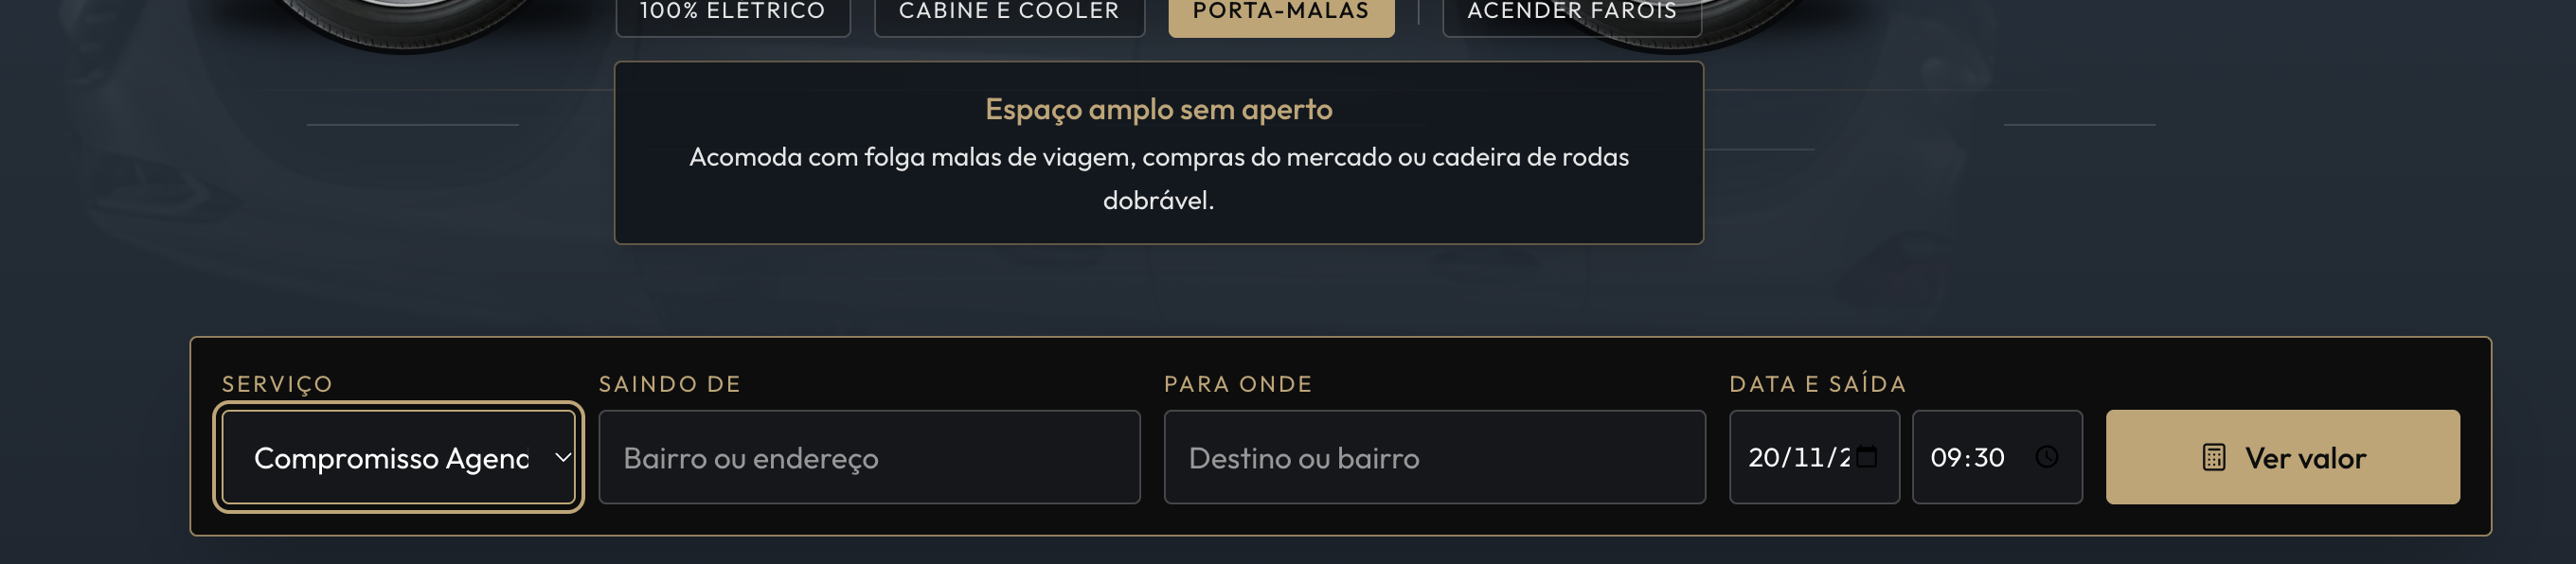 100% ELÉTRICO CABINE E COOLER PORTA-MALAS ACENDER FARÓIS
Espaço amplo sem aperto
Acomoda com folga malas de viagem, compras do mercado ou cadeira de rodas
dobrável.
SERVIÇO SAINDO DE PARA ONDE DATA E SAÍDA
Compromisso Agend Bairro ou endereço Destino ou bairro 20/11/2 09:30 Ver valor